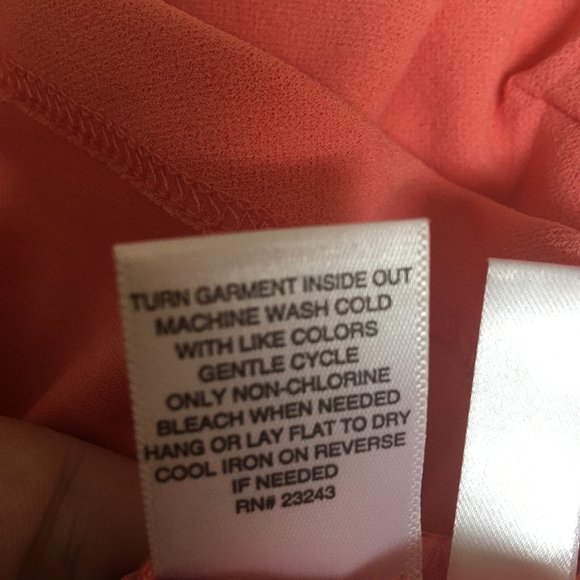 TURN GARMENT INSIDE OUT
MACHINE WASH COLD
WITH LIKE COLORS
GENTLE CYCLE
ONLY NON-CHLORINE
BLEACH WHEN NEEDED
HANG OR LAY FLAT TO DRY
COOL IRON ON REVERSE
IF NEEDED
RN# 23243